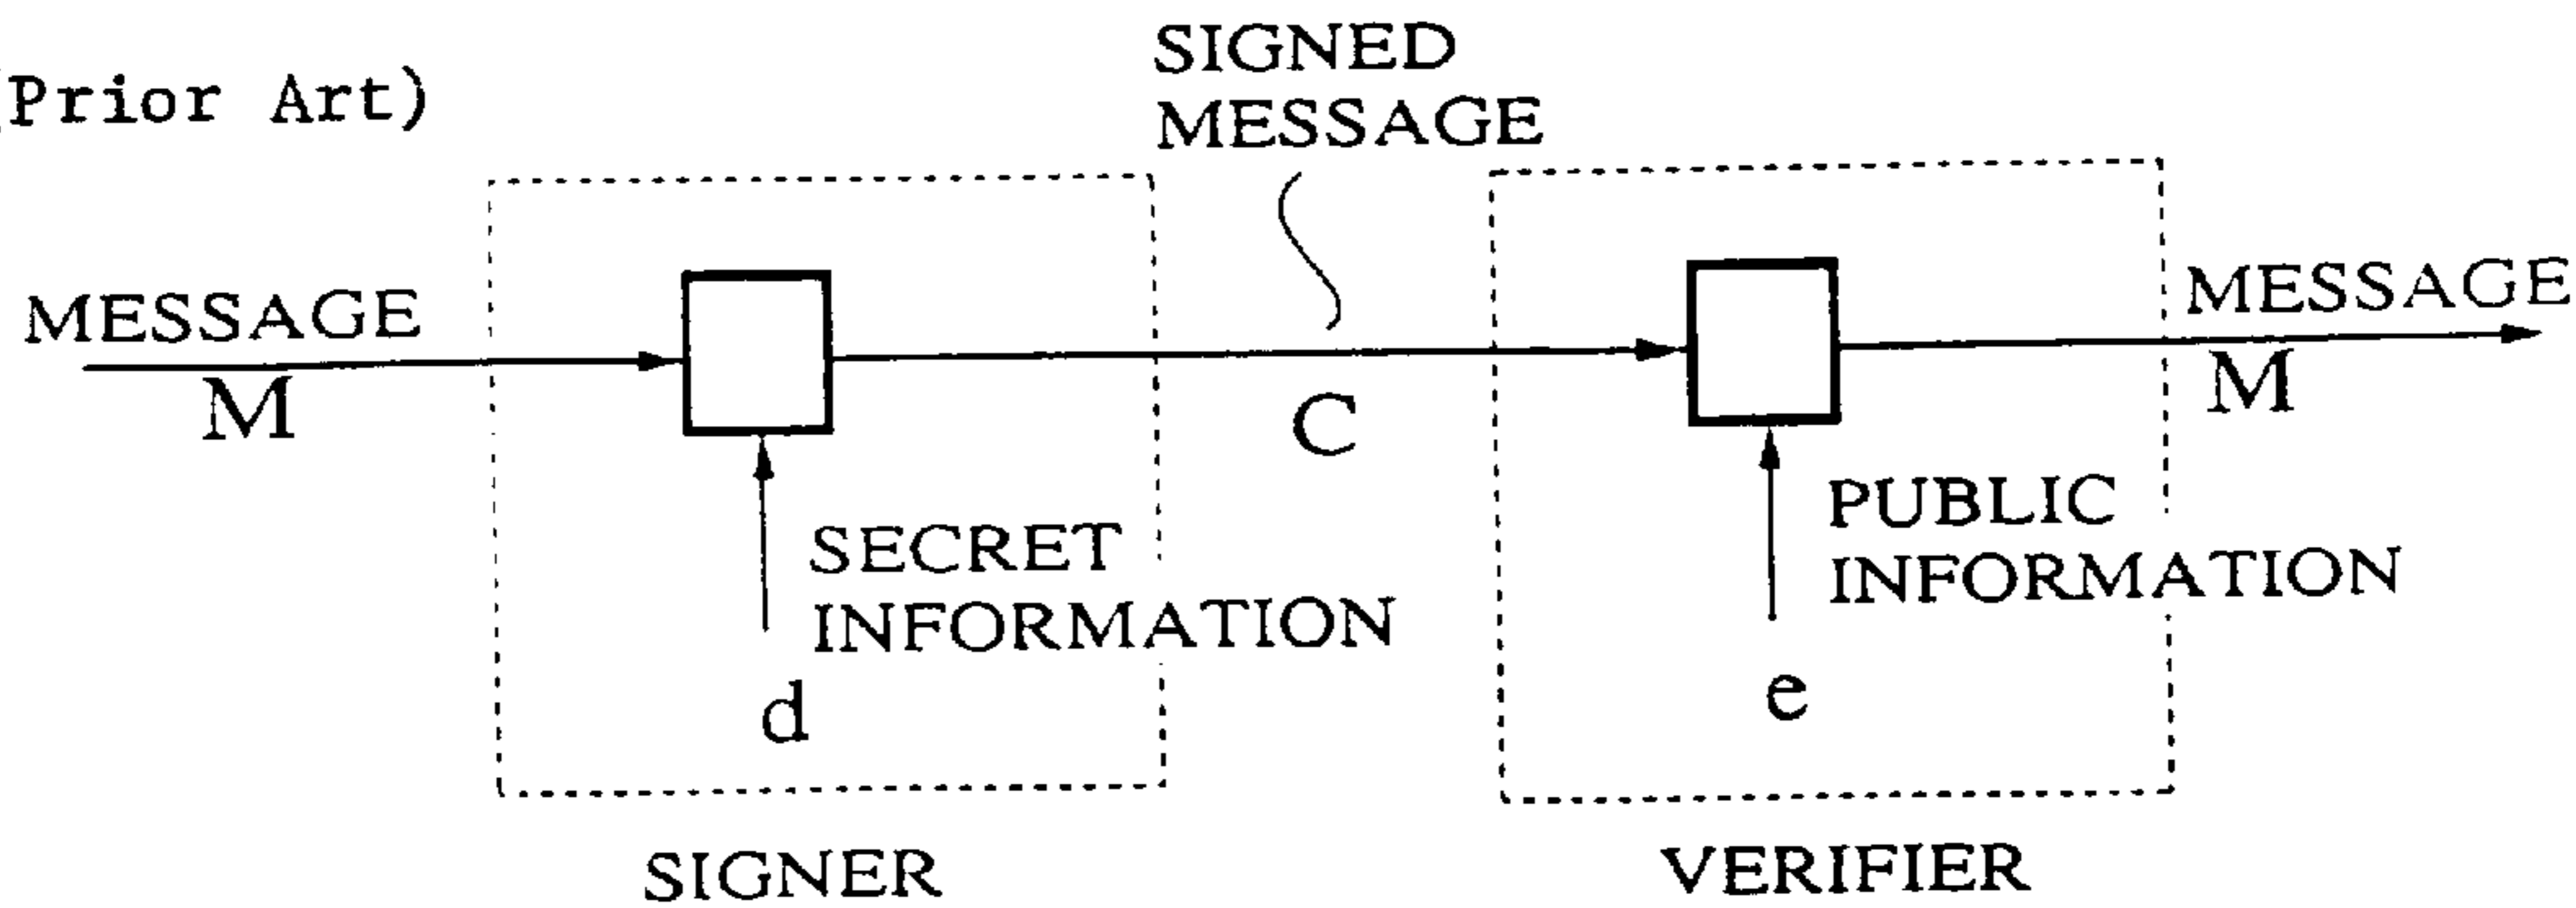 (Prior Art)
SIGNED
MESSAGE
MESSAGE
M
C
MESSAGE
M
SECRET
INFORMATION
d
PUBLIC
INFORMATION
e
SIGNER
VERIFIER